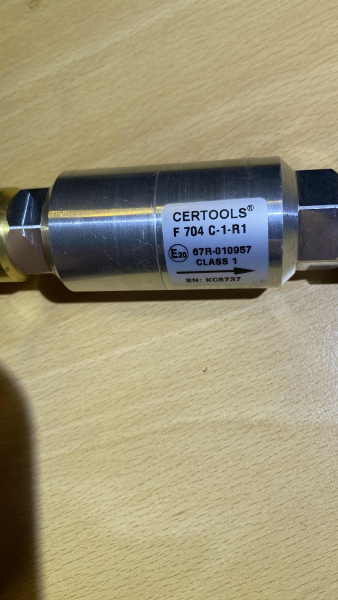 CERTOOLS®
F 704 C-1-R1
E20 67R-010957
CLASS 1
SN: KC6737